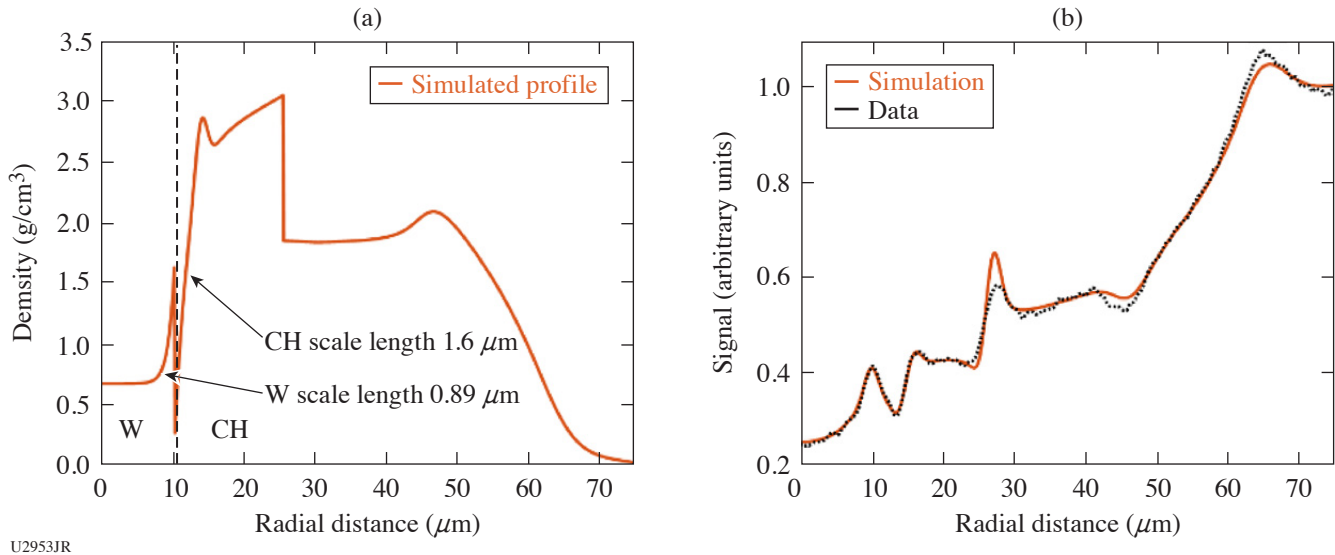 (a)
3.5
3.0
2.5
2.0
1.5
1.0
0.5
0.0
Demsity (g/cm³)
Simulated profile
CH scale length 1.6 μm
W scale length 0.89 μm
W CH
0 10 20 30 40 50 60 70
Radial distance (μm)
(b)
1.0
0.8
0.6
0.4
0.2
Signal (arbitrary units)
Simulation
Data
0 10 20 30 40 50 60 70
Radial distance (μm)
U2953JR